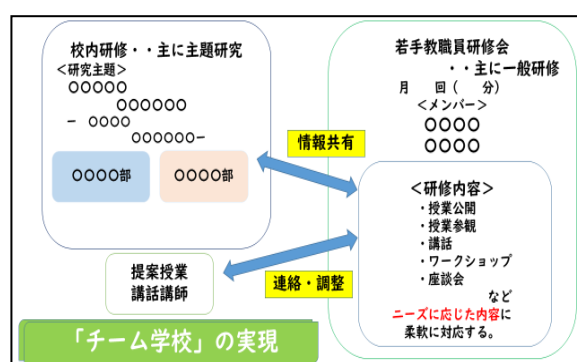 校内研修・・主に主題研究
＜研究主題＞
○○○○○
○○○○○○
－ ○○○○
○○○○○○－
○○○○部
○○○○部
提案授業
講話講師
「チーム学校」の実現
情報共有
連絡・調整
若手教職員研修会
・・主に一般研修
月　　回（　　分）
＜メンバー＞
○○○○
○○○○
＜研修内容＞
・授業公開
・授業参観
・講話
・ワークショップ
・座談会
など
ニーズに応じた内容に
柔軟に対応する。